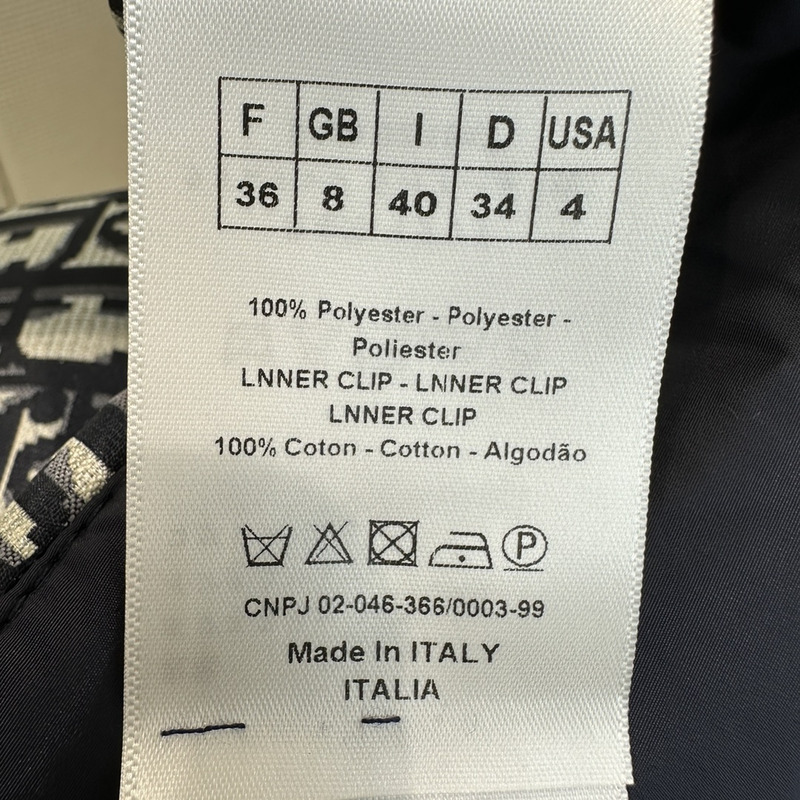 F GB I D USA
36 8 40 34 4
100% Polyester - Polyester -
Poliester
LNNER CLIP - LNNER CLIP
LNNER CLIP
100% Coton - Cotton - Algodão
P
CNPJ 02-046-366/0003-99
Made In ITALY
ITALIA